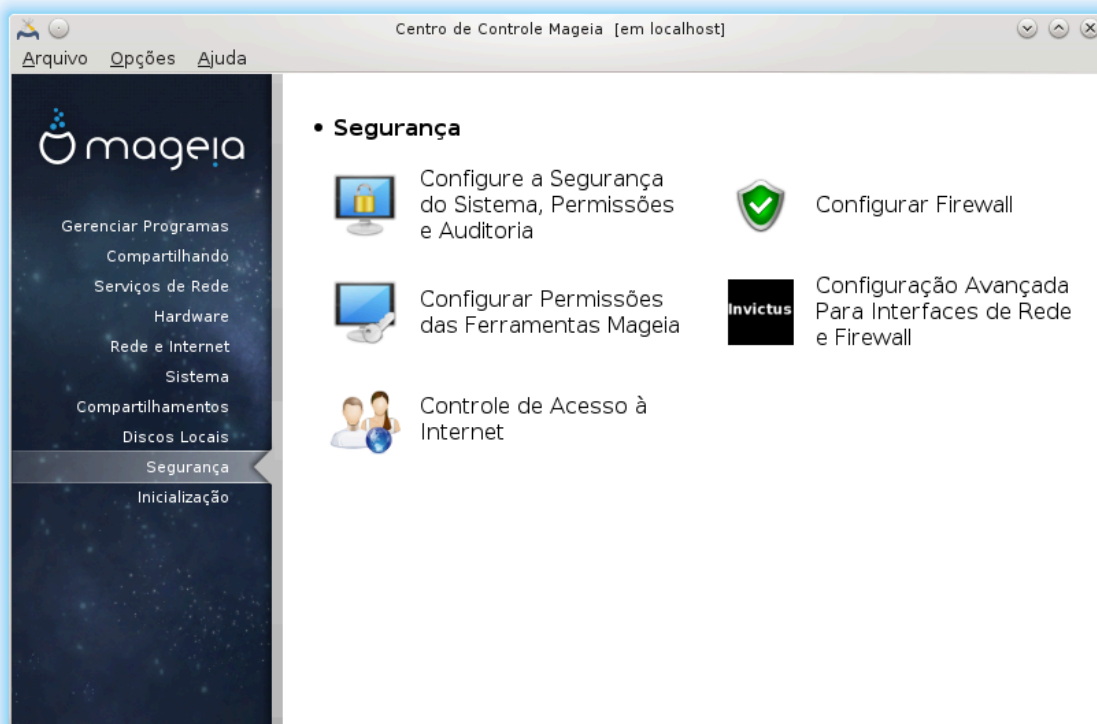 Centro de Controle Mageia [em localhost]
Arquivo Opções Ajuda
mageia
Gerenciar Programas
Compartilhando
Serviços de Rede
Hardware
Rede e Internet
Sistema
Compartilhamentos
Discos Locais
Segurança
Inicialização
• Segurança
Configure a Segurança
do Sistema, Permissões
e Auditoria
Configurar Firewall
Configurar Permissões
das Ferramentas Mageia
Invictus
Configuração Avançada
Para Interfaces de Rede
e Firewall
Controle de Acesso à
Internet